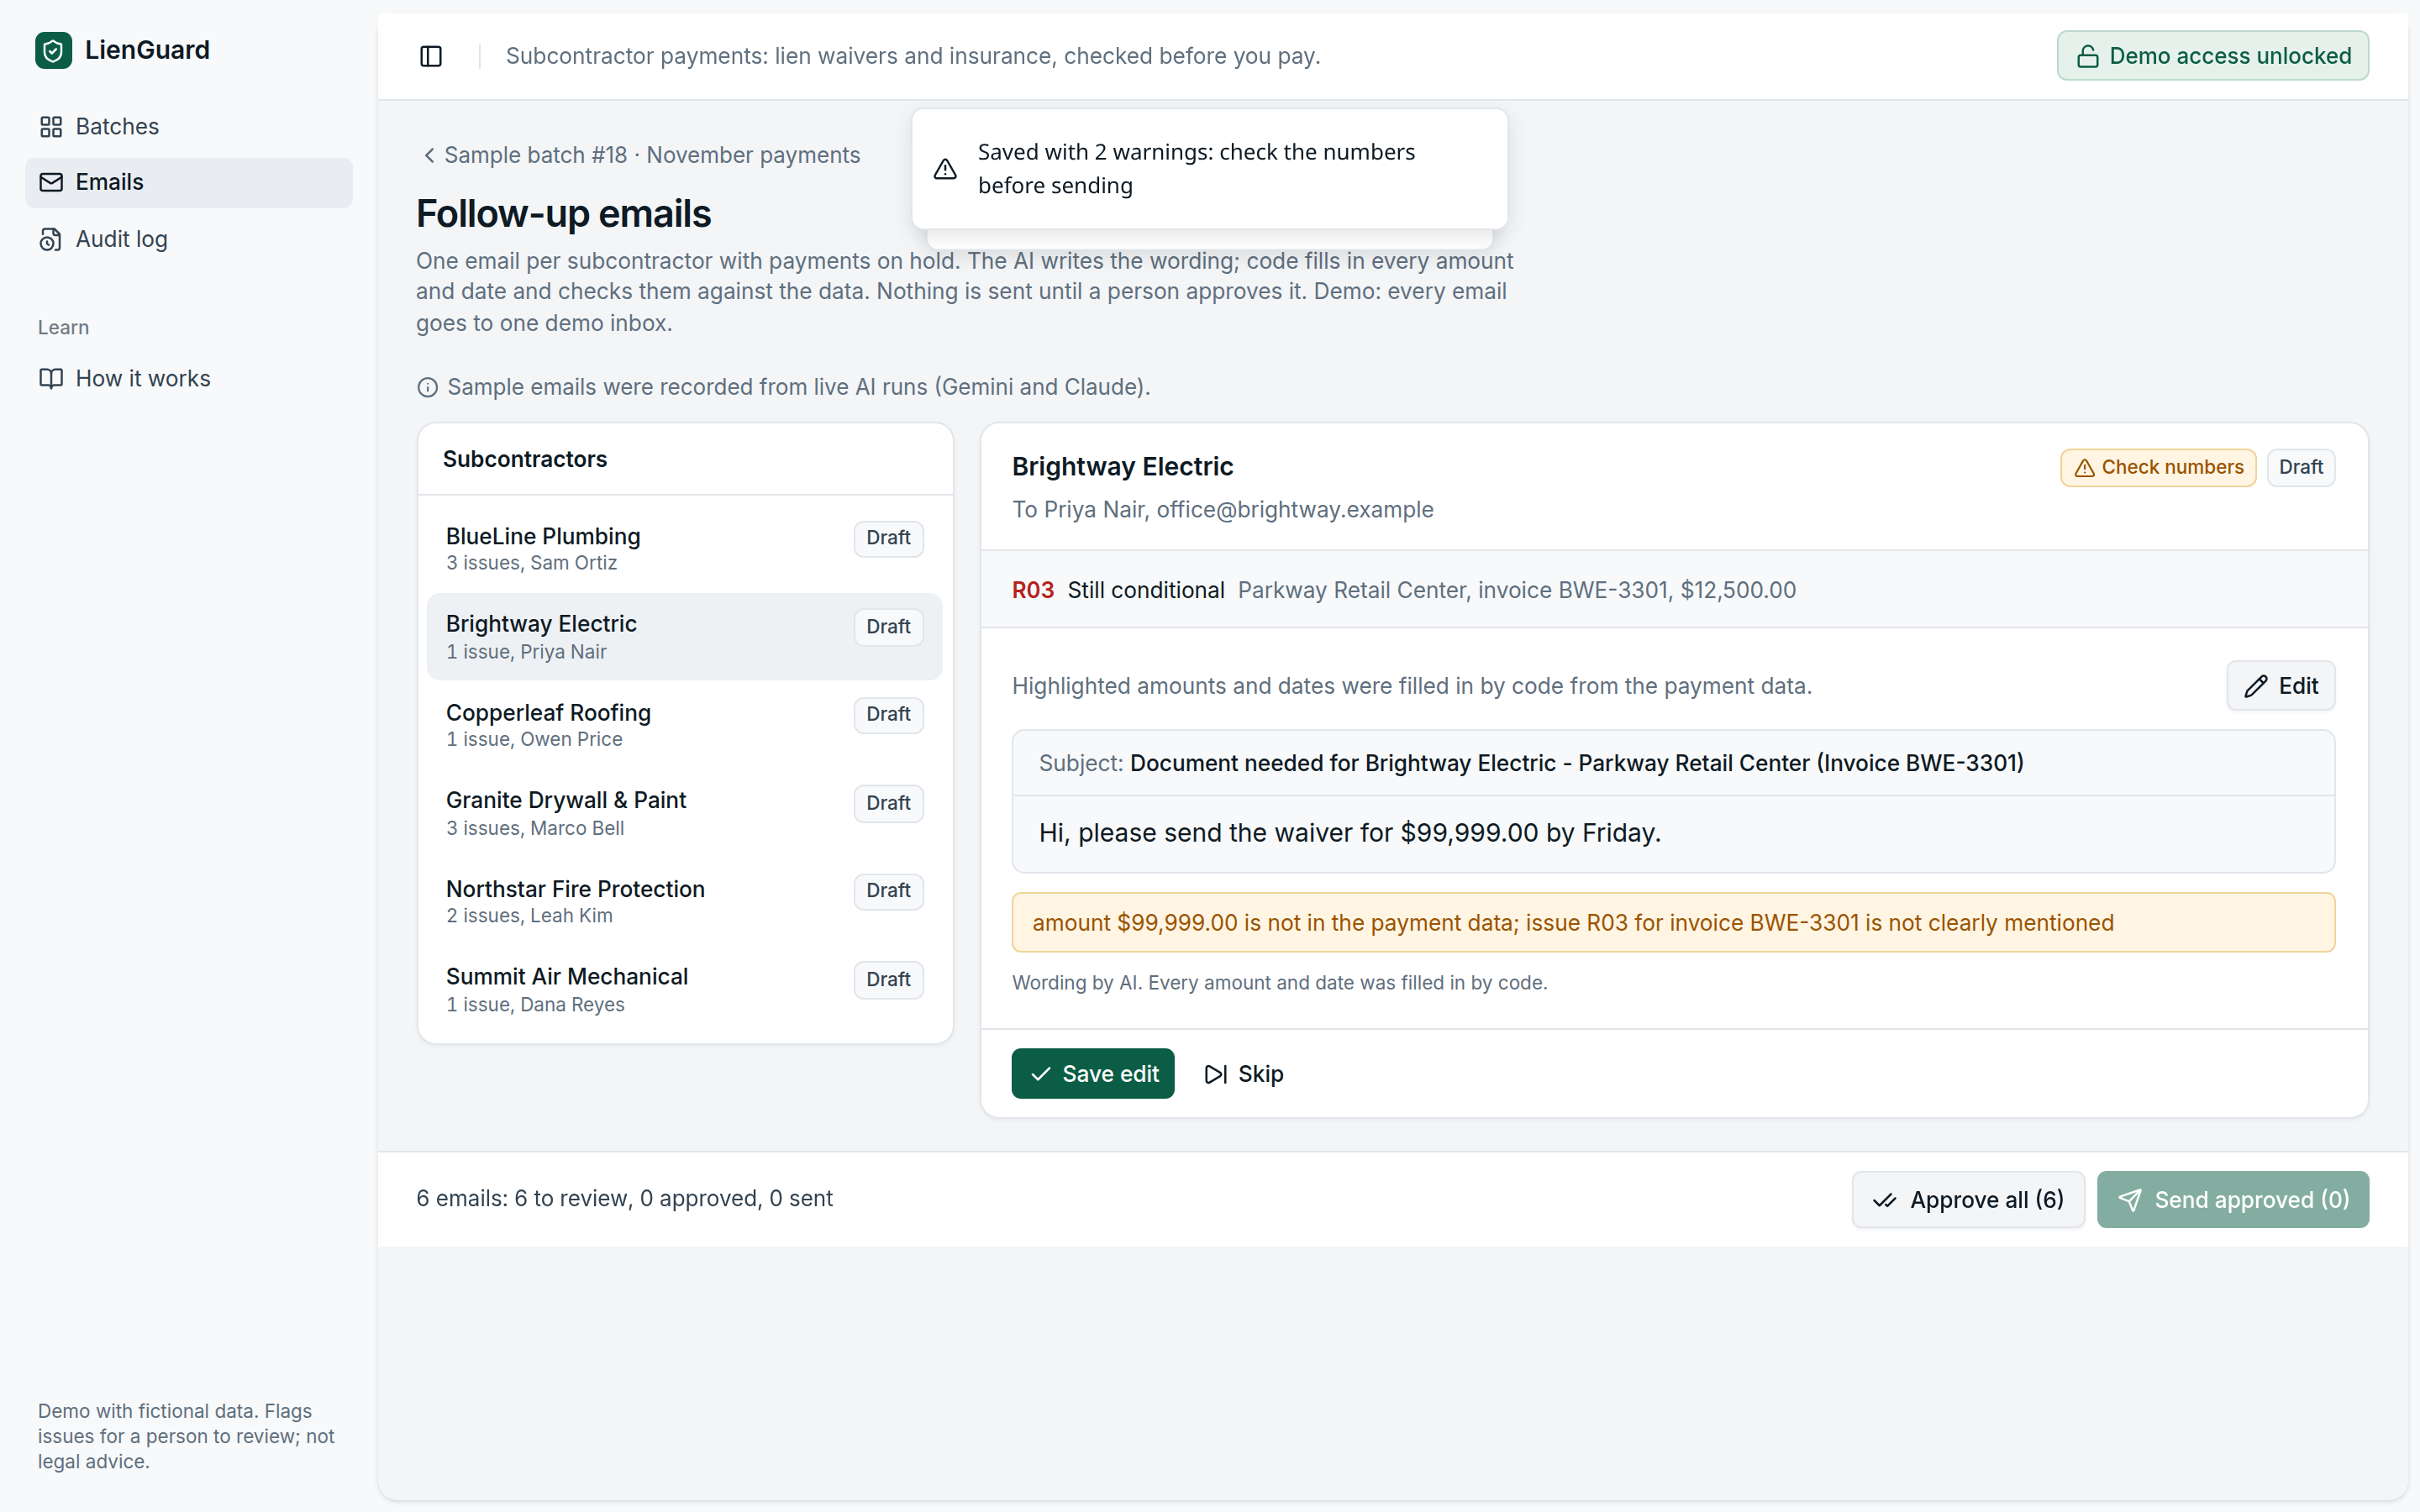 LienGuard
Batches
Emails
Audit log
Learn
How it works
Demo with fictional data. Flags
issues for a person to review; not
legal advice.
Subcontractor payments: lien waivers and insurance, checked before you pay.
Demo access unlocked
Sample batch #18 · November payments
Saved with 2 warnings: check the numbers
before sending
Follow-up emails
One email per subcontractor with payments on hold. The AI writes the wording; code fills in every amount
and date and checks them against the data. Nothing is sent until a person approves it. Demo: every email
goes to one demo inbox.
Sample emails were recorded from live AI runs (Gemini and Claude).
Subcontractors
BlueLine Plumbing
3 issues, Sam Ortiz
Draft
Brightway Electric
1 issue, Priya Nair
Draft
Copperleaf Roofing
1 issue, Owen Price
Draft
Granite Drywall & Paint
3 issues, Marco Bell
Draft
Northstar Fire Protection
2 issues, Leah Kim
Draft
Summit Air Mechanical
1 issue, Dana Reyes
Draft
Brightway Electric
Check numbers
Draft
To Priya Nair, office@brightway.example
R03 Still conditional Parkway Retail Center, invoice BWE-3301, $12,500.00
Highlighted amounts and dates were filled in by code from the payment data.
Edit
Subject: Document needed for Brightway Electric - Parkway Retail Center (Invoice BWE-3301)
Hi, please send the waiver for $99,999.00 by Friday.
amount $99,999.00 is not in the payment data; issue R03 for invoice BWE-3301 is not clearly mentioned
Wording by AI. Every amount and date was filled in by code.
Save edit
Skip
6 emails: 6 to review, 0 approved, 0 sent
Approve all (6)
Send approved (0)